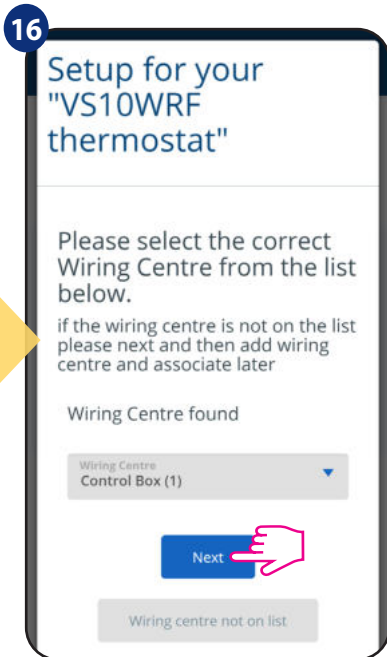 16
Setup for your
"VS10WRF
thermostat"
Please select the correct
Wiring Centre from the list
below.
if the wiring centre is not on the list
please next and then add wiring
centre and associate later
Wiring Centre found
Wiring Centre
Control Box (1)
Next
Wiring centre not on list